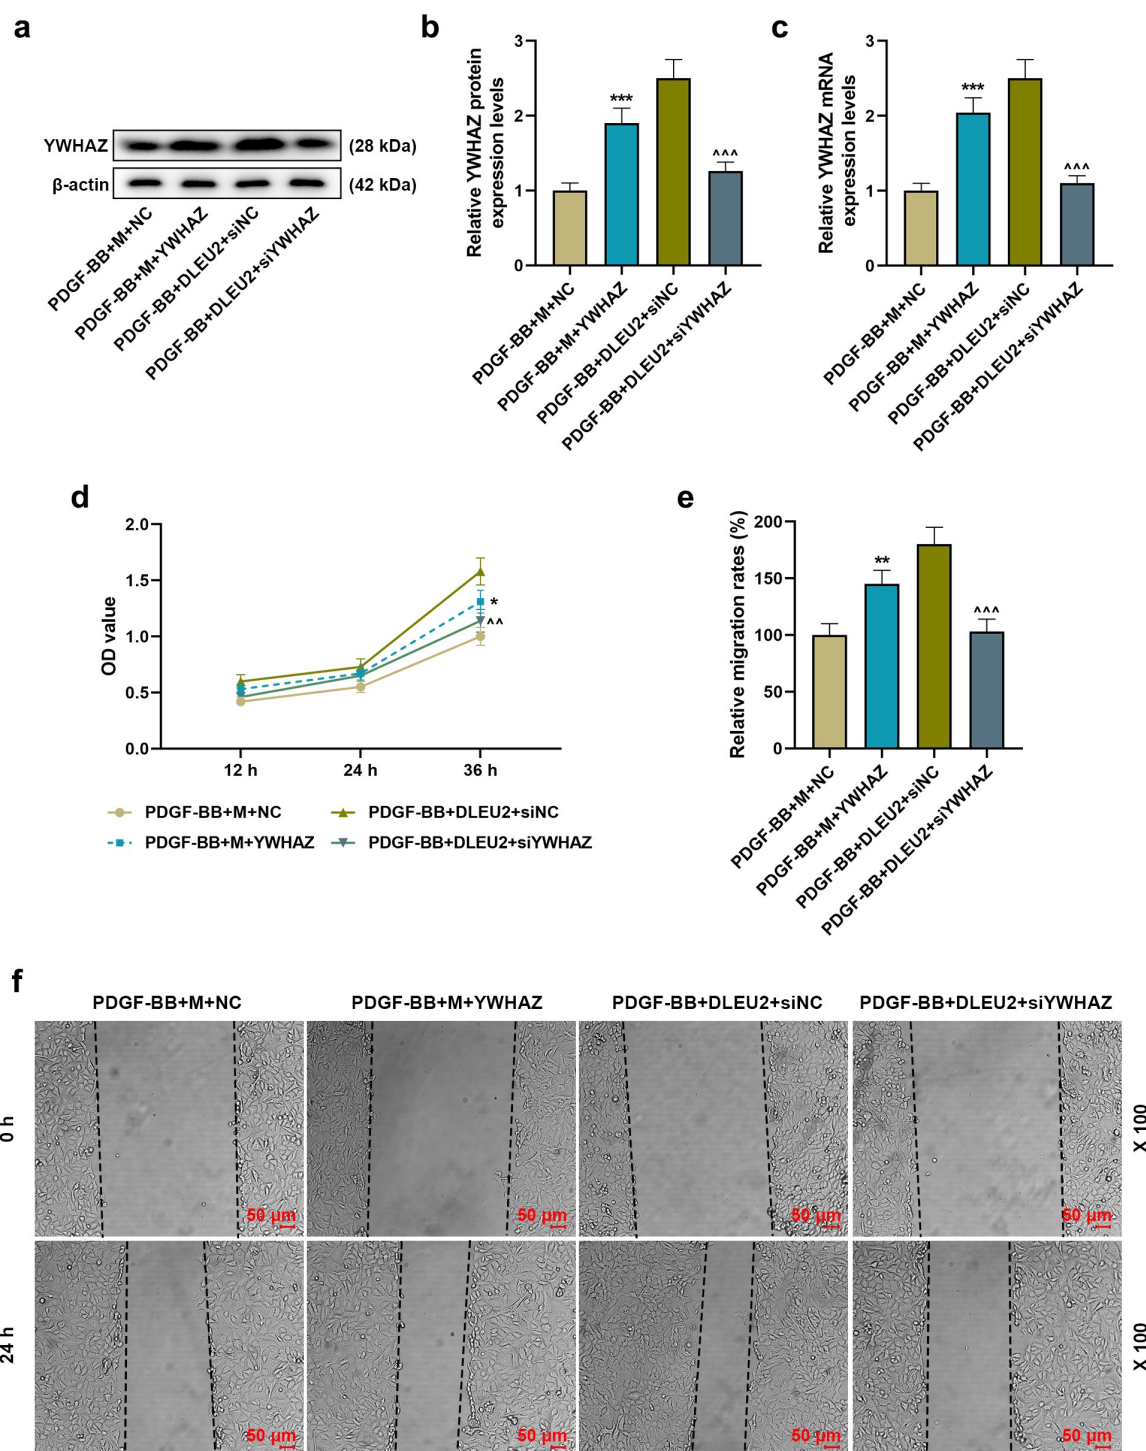 a
YWHAZ
(28 kDa)
β-actin
(42 kDa)
PDGF-BB+M+NC
PDGF-BB+M+YWHAZ
PDGF-BB+DLEU2+siNC
PDGF-BB+DLEU2+siYWHAZ
b
Relative YWHAZ protein
expression levels
3
2
1
0
***
^^^
PDGF-BB+M+NC
PDGF-BB+M+YWHAZ
PDGF-BB+DLEU2+siNC
PDGF-BB+DLEU2+siYWHAZ
c
Relative YWHAZ mRNA
expression levels
3
2
1
0
***
^^^
PDGF-BB+M+NC
PDGF-BB+M+YWHAZ
PDGF-BB+DLEU2+siNC
PDGF-BB+DLEU2+siYWHAZ
d
OD value
2.0
1.5
1.0
0.5
0.0
*
^^
12 h
24 h
36 h
PDGF-BB+M+NC
PDGF-BB+DLEU2+siNC
PDGF-BB+M+YWHAZ
PDGF-BB+DLEU2+siYWHAZ
e
Relative migration rates (%)
200
150
100
50
0
**
^^^
PDGF-BB+M+NC
PDGF-BB+M+YWHAZ
PDGF-BB+DLEU2+siNC
PDGF-BB+DLEU2+siYWHAZ
f
PDGF-BB+M+NC
PDGF-BB+M+YWHAZ
PDGF-BB+DLEU2+siNC
PDGF-BB+DLEU2+siYWHAZ
0 h
50 μm
50 μm
50 μm
50 μm
X 100
24 h
50 μm
50 μm
50 μm
50 μm
X 100